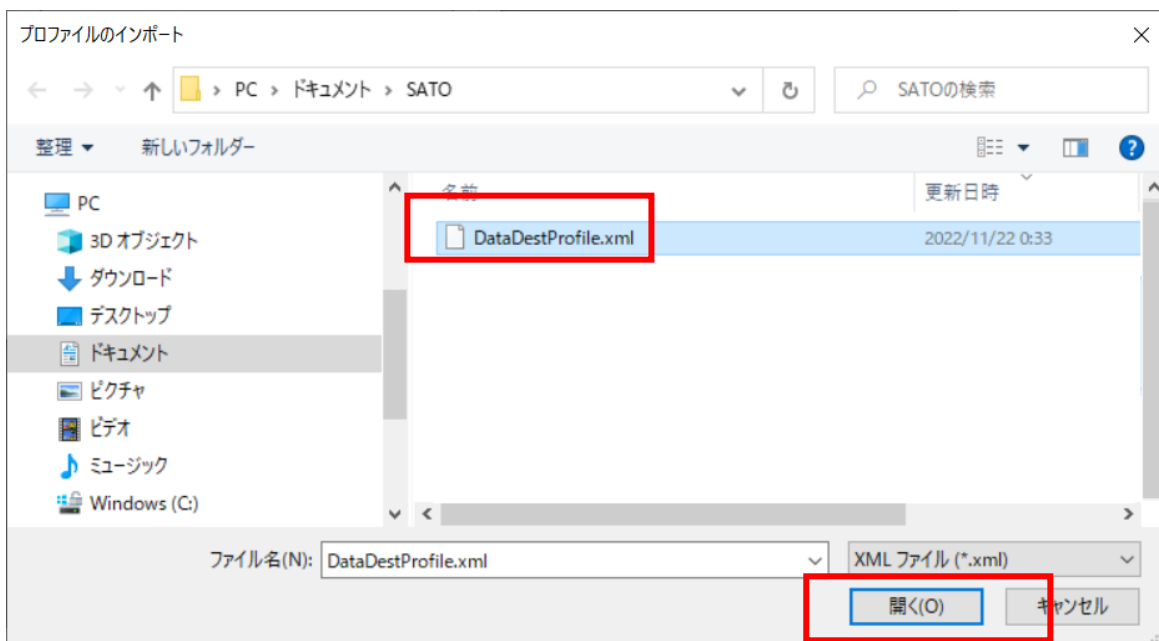 プロファイルのインポート
PC › ドキュメント › SATO
SATOの検索
整理
新しいフォルダー
名前
更新日時
DataDestProfile.xml
2022/11/22 0:33
PC
3D オブジェクト
ダウンロード
デスクトップ
ドキュメント
ピクチャ
ビデオ
ミュージック
Windows (C:)
ファイル名(N):
DataDestProfile.xml
XML ファイル (*.xml)
開く(O)
キャンセル